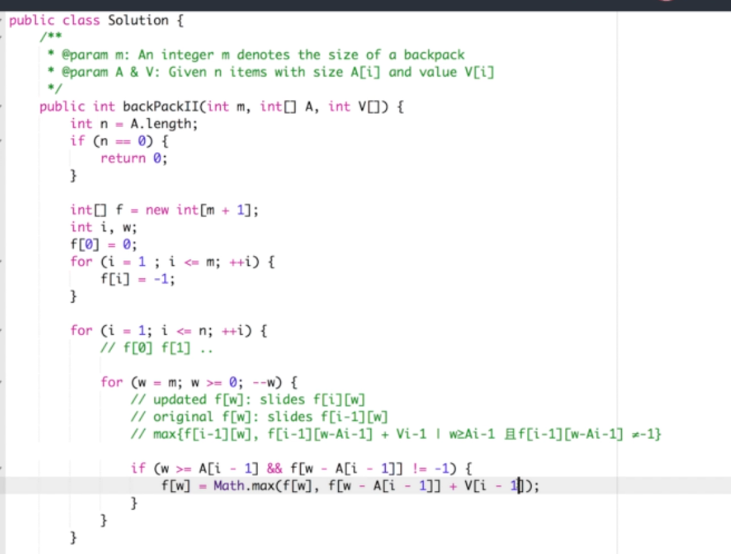 public class Solution {
/**
* @param m: An integer m denotes the size of a backpack
* @param A & V: Given n items with size A[i] and value V[i]
*/
public int backPackII(int m, int[] A, int V[]) {
int n = A.length;
if (n == 0) {
return 0;
}
int[] f = new int[m + 1];
int i, w;
f[0] = 0;
for (i = 1 ; i <= m; ++i) {
f[i] = -1;
}
for (i = 1; i <= n; ++i) {
// f[0] f[1] ..
for (w = m; w >= 0; --w) {
// updated f[w]: slides f[i][w]
// original f[w]: slides f[i-1][w]
// max{f[i-1][w], f[i-1][w-Ai-1] + Vi-1 | w≥Ai-1 且f[i-1][w-Ai-1] ≠-1}
if (w >= A[i - 1] && f[w - A[i - 1]] != -1) {
f[w] = Math.max(f[w], f[w - A[i - 1]] + V[i - 1]);
}
}
}